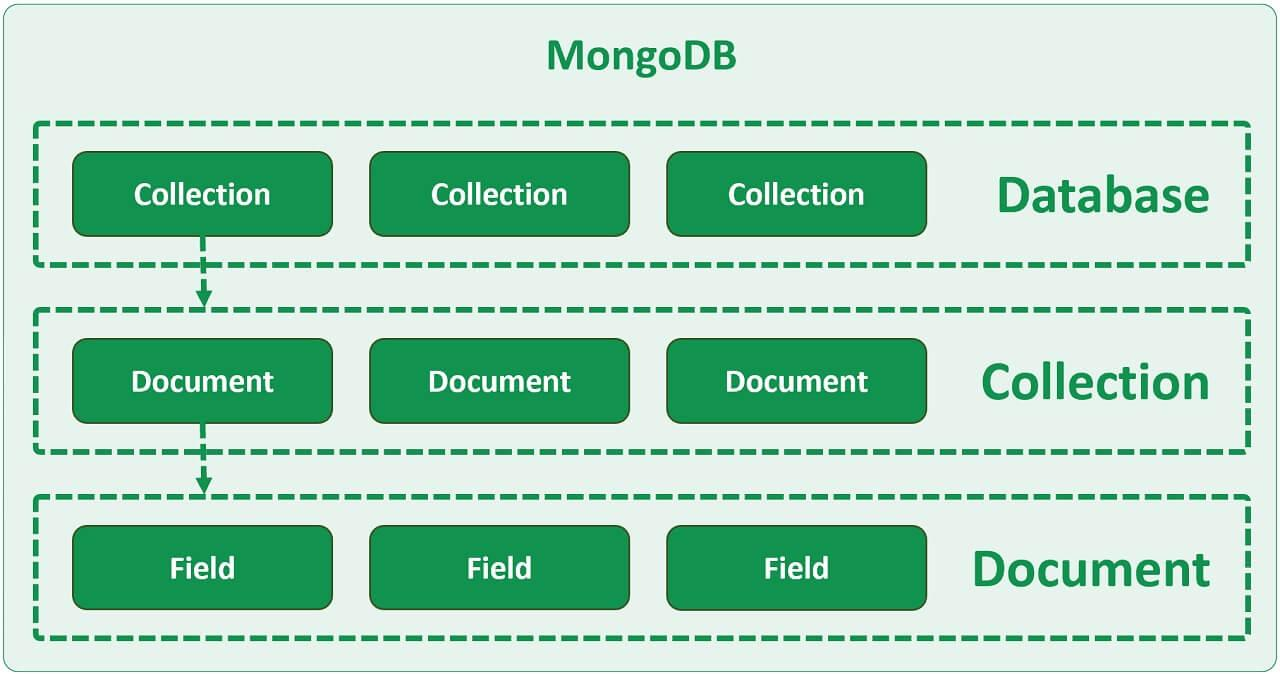 MongoDB
Collection Collection Collection Database
Document Document Document Collection
Field Field Field Document